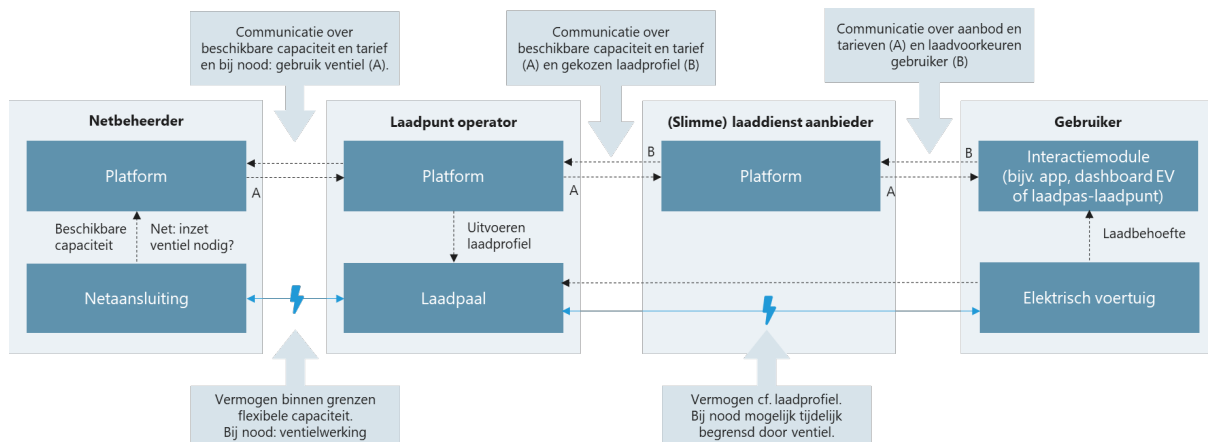 Communicatie over
beschikbare capaciteit en tarief
en bij nood: gebruik ventiel (A).
Communicatie over
beschikbare capaciteit en tarief
(A) en gekozen laadprofiel (B)
Communicatie over aanbod en
tarieven (A) en laadvoorkeuren
gebruiker (B)
Netbeheerder
Laadpunt operator
(Slimme) laaddienst aanbieder
Gebruiker
Platform
A
Platform
B
A
Platform
B
A
Interactiemodule
(bijv. app, dashboard EV
of laadpas-laadpunt)
Beschikbare
capaciteit
Net: inzet
ventiel nodig?
Uitvoeren
laadprofiel
Laadbehoefte
Netaansluiting
Laadpaal
Elektrisch voertuig
Vermogen binnen grenzen
flexibele capaciteit.
Bij nood: ventielwerking
Vermogen cf. laadprofiel.
Bij nood mogelijk tijdelijk
begrensd door ventiel.